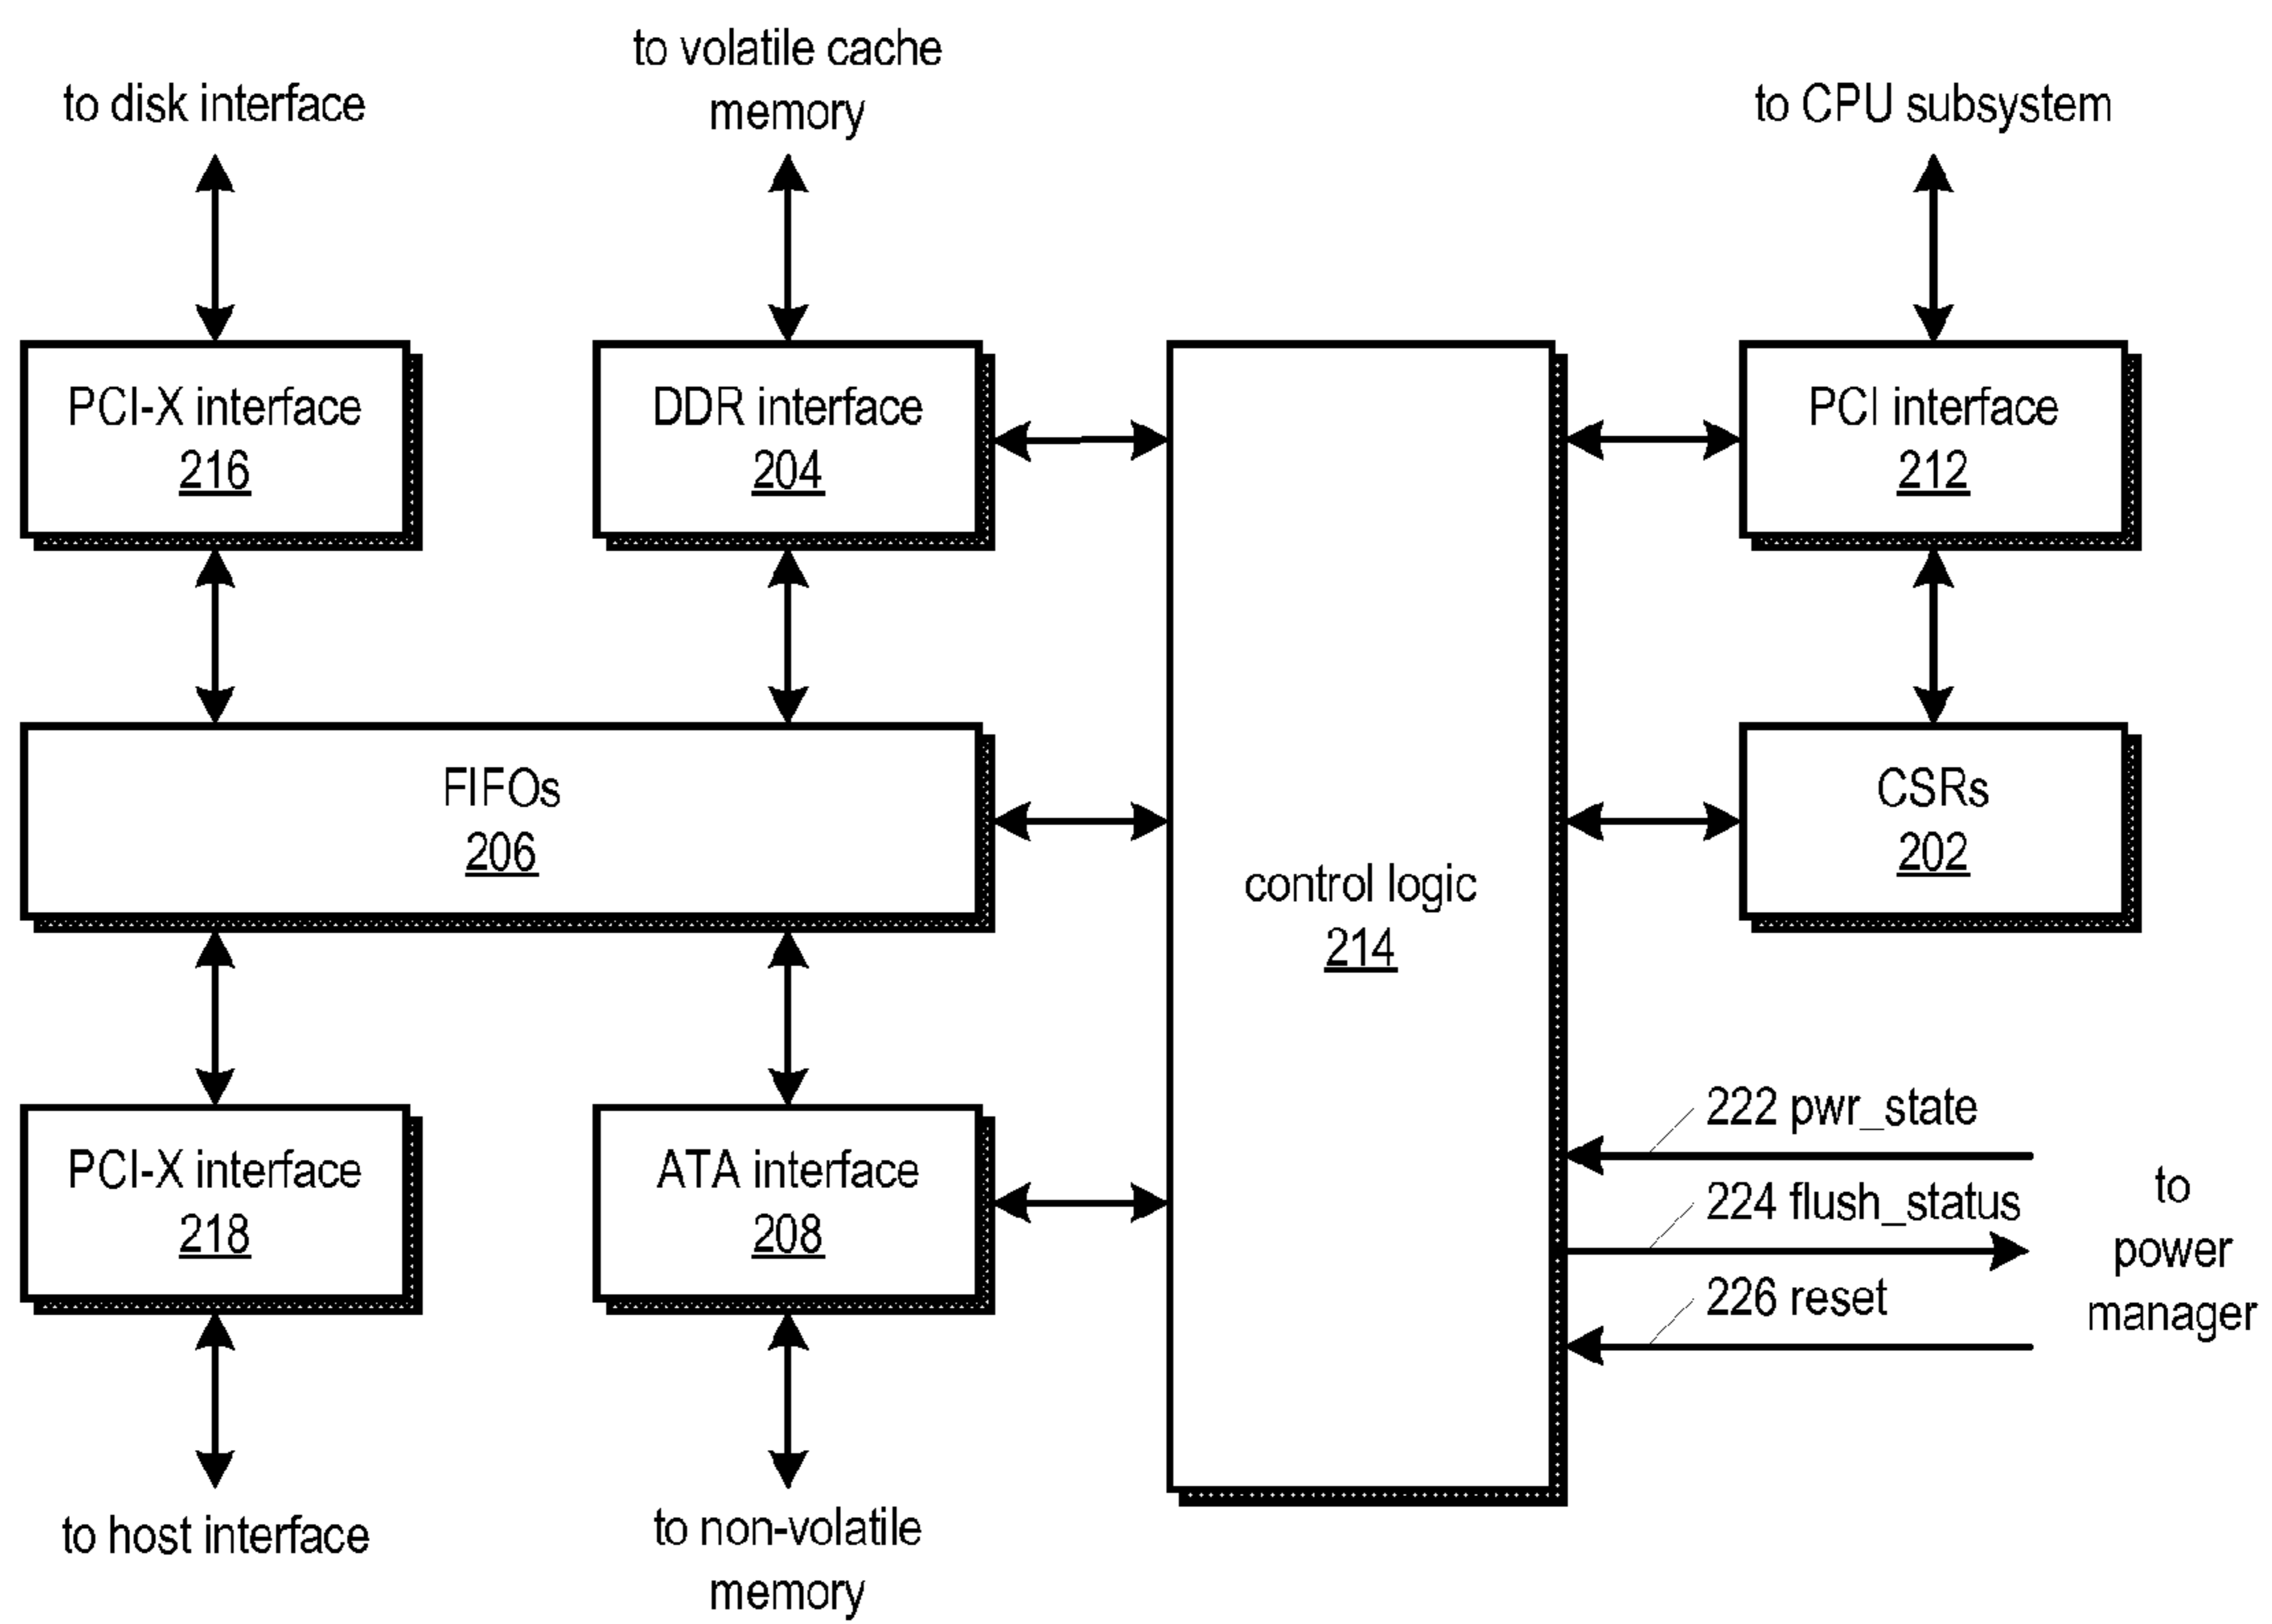 to disk interface
to volatile cache
memory
to CPU subsystem
PCI-X interface
216
DDR interface
204
PCI interface
212
FIFOs
206
control logic
214
CSRs
202
PCI-X interface
218
ATA interface
208
222 pwr_state
224 flush_status
226 reset
to
power
manager
to host interface
to non-volatile
memory